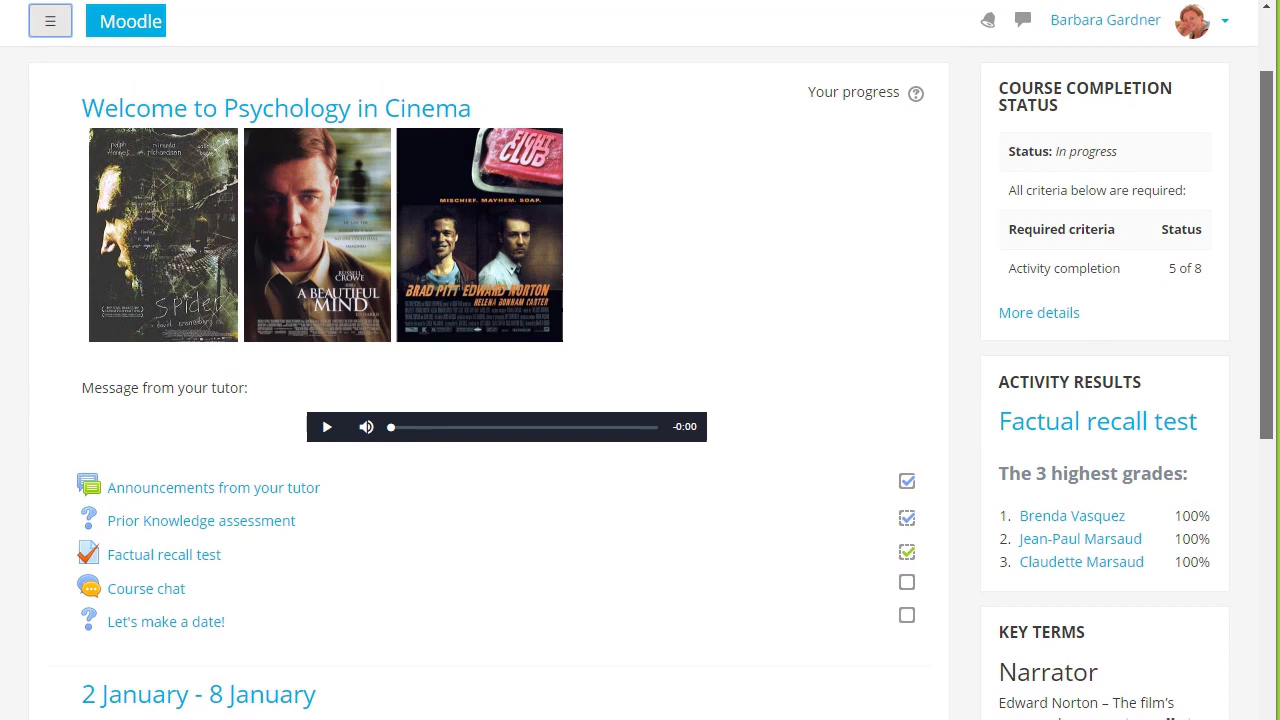 ☰ Moodle Barbara Gardner
Welcome to Psychology in Cinema
Your progress
spider
david cronenberg
RUSSELL
CROWE
A BEAUTIFUL
MIND
FIGHT
CLUB
MISCHIEF. MAYHEM. SOAP.
BRAD PITT EDWARD NORTON
HELENA BONHAM CARTER
Message from your tutor:
-0:00
Announcements from your tutor
Prior Knowledge assessment
Factual recall test
Course chat
Let's make a date!
2 January - 8 January
COURSE COMPLETION
STATUS
Status: In progress
All criteria below are required:
Required criteria Status
Activity completion 5 of 8
More details
ACTIVITY RESULTS
Factual recall test
The 3 highest grades:
1. Brenda Vasquez 100%
2. Jean-Paul Marsaud 100%
3. Claudette Marsaud 100%
KEY TERMS
Narrator
Edward Norton – The film's